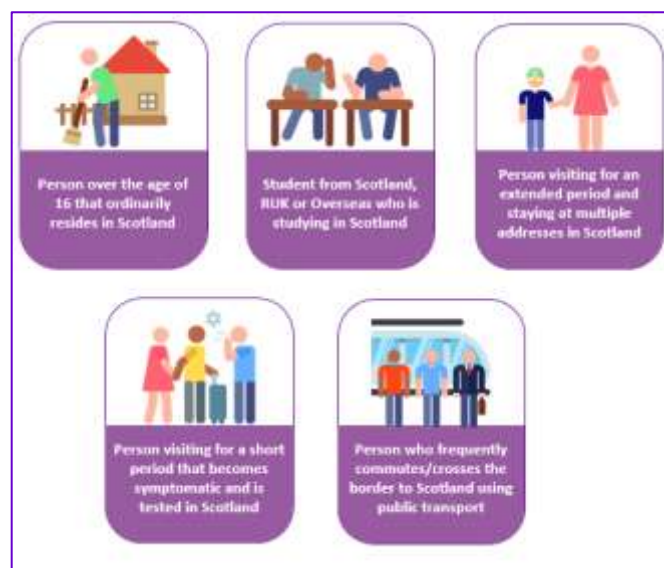 Person over the age of
16 that ordinarily
resides in Scotland
Student from Scotland,
RUK or Overseas who is
studying in Scotland
Person visiting for an
extended period and
staying at multiple
addresses in Scotland
Person visiting for a short
period that becomes
symptomatic and is
tested in Scotland
Person who frequently
commutes/crosses the
border to Scotland using
public transport